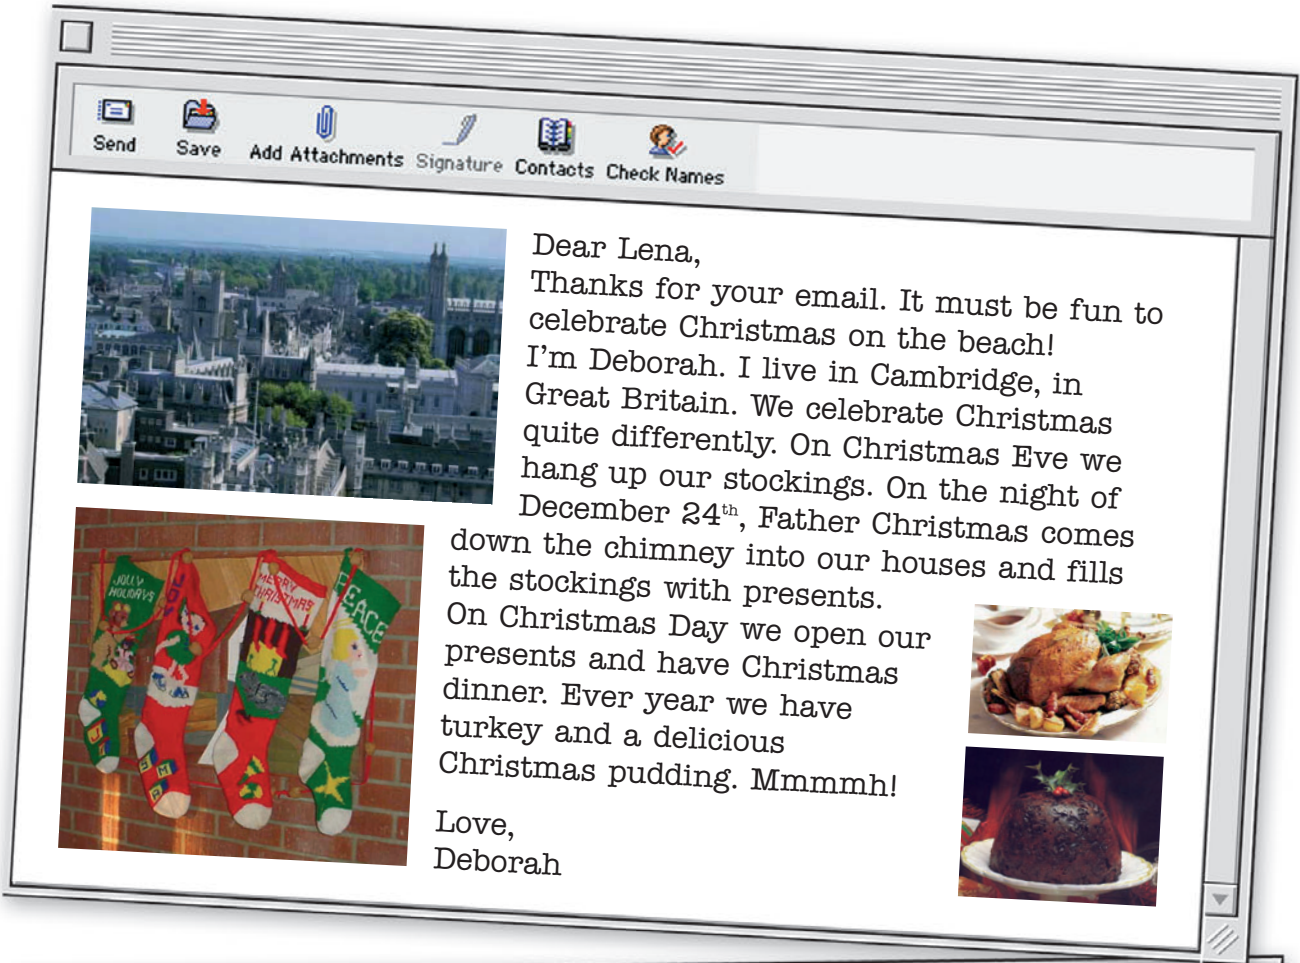 Send Save Add Attachments Signature Contacts Check Names
Dear Lena,
Thanks for your email. It must be fun to
celebrate Christmas on the beach!
I'm Deborah. I live in Cambridge, in
Great Britain. We celebrate Christmas
quite differently. On Christmas Eve we
hang up our stockings. On the night of
December 24th, Father Christmas comes
down the chimney into our houses and fills
the stockings with presents.
On Christmas Day we open our
presents and have Christmas
dinner. Ever year we have
turkey and a delicious
Christmas pudding. Mmmmh!
Love,
Deborah
JOLLY
HOLIDAYS
MERRY
CHRISTMAS
PEACE